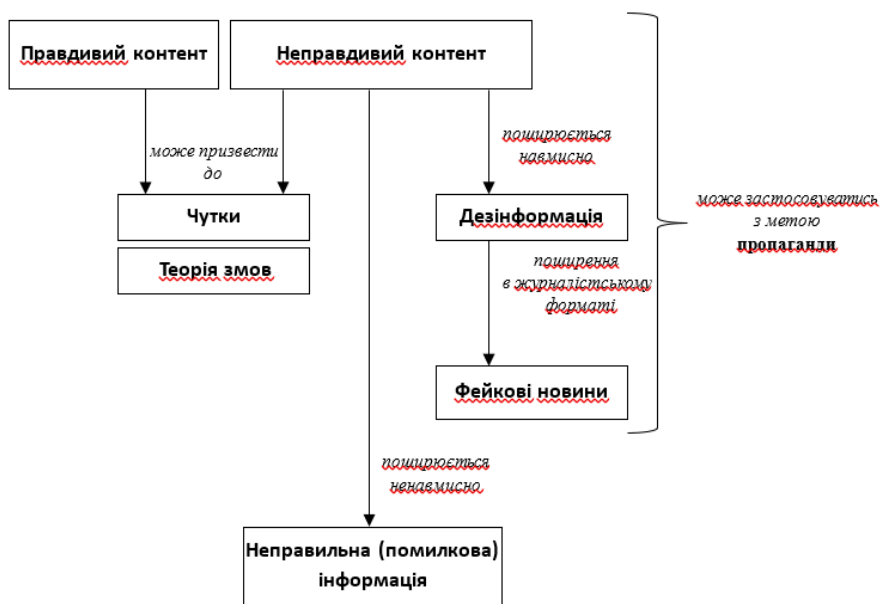 Правдивий контент
Неправдивий контент
може призвести
до
поширюється
навмисно
Чутки
Дезінформація
може застосовуватись
з метою
пропаганди
Теорія змов
поширення
в журналістському
форматі
Фейкові новини
поширюється
ненавмисно
Неправильна (помилкова)
інформація